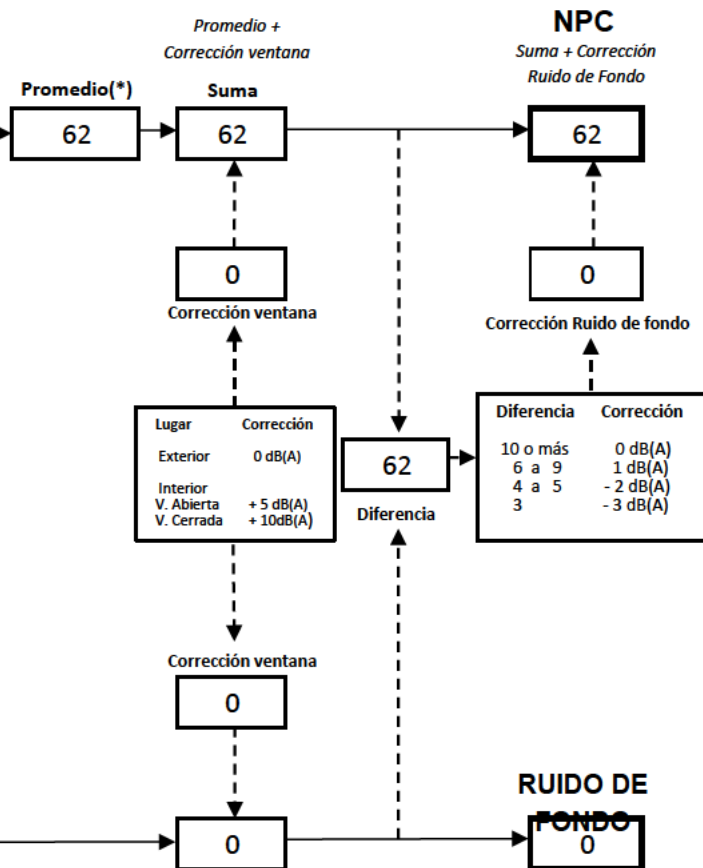 Promedio +
Corrección ventana
NPC
Suma + Corrección
Ruido de Fondo
Promedio(*)
Suma
62
62
62
0
0
Corrección ventana
Corrección Ruido de fondo
Lugar Corrección
Exterior 0 dB(A)
Interior
V. Abierta + 5 dB(A)
V. Cerrada + 10dB(A)
62
Diferencia
Diferencia Corrección
10 o más 0 dB(A)
6 a 9 1 dB(A)
4 a 5 - 2 dB(A)
3 - 3 dB(A)
Corrección ventana
0
RUIDO DE
FONDO
0
0